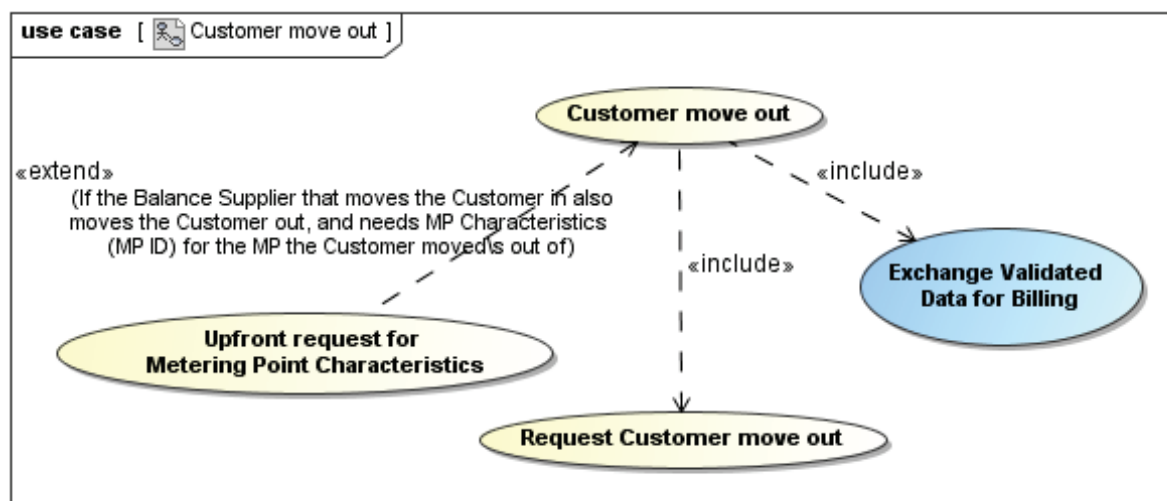 use case [ Customer move out ]
Customer move out
«extend»
(If the Balance Supplier that moves the Customer in also
moves the Customer out, and needs MP Characteristics
(MP ID) for the MP the Customer moved\s out of)
«include»
«include»
Exchange Validated
Data for Billing
Upfront request for
Metering Point Characteristics
Request Customer move out